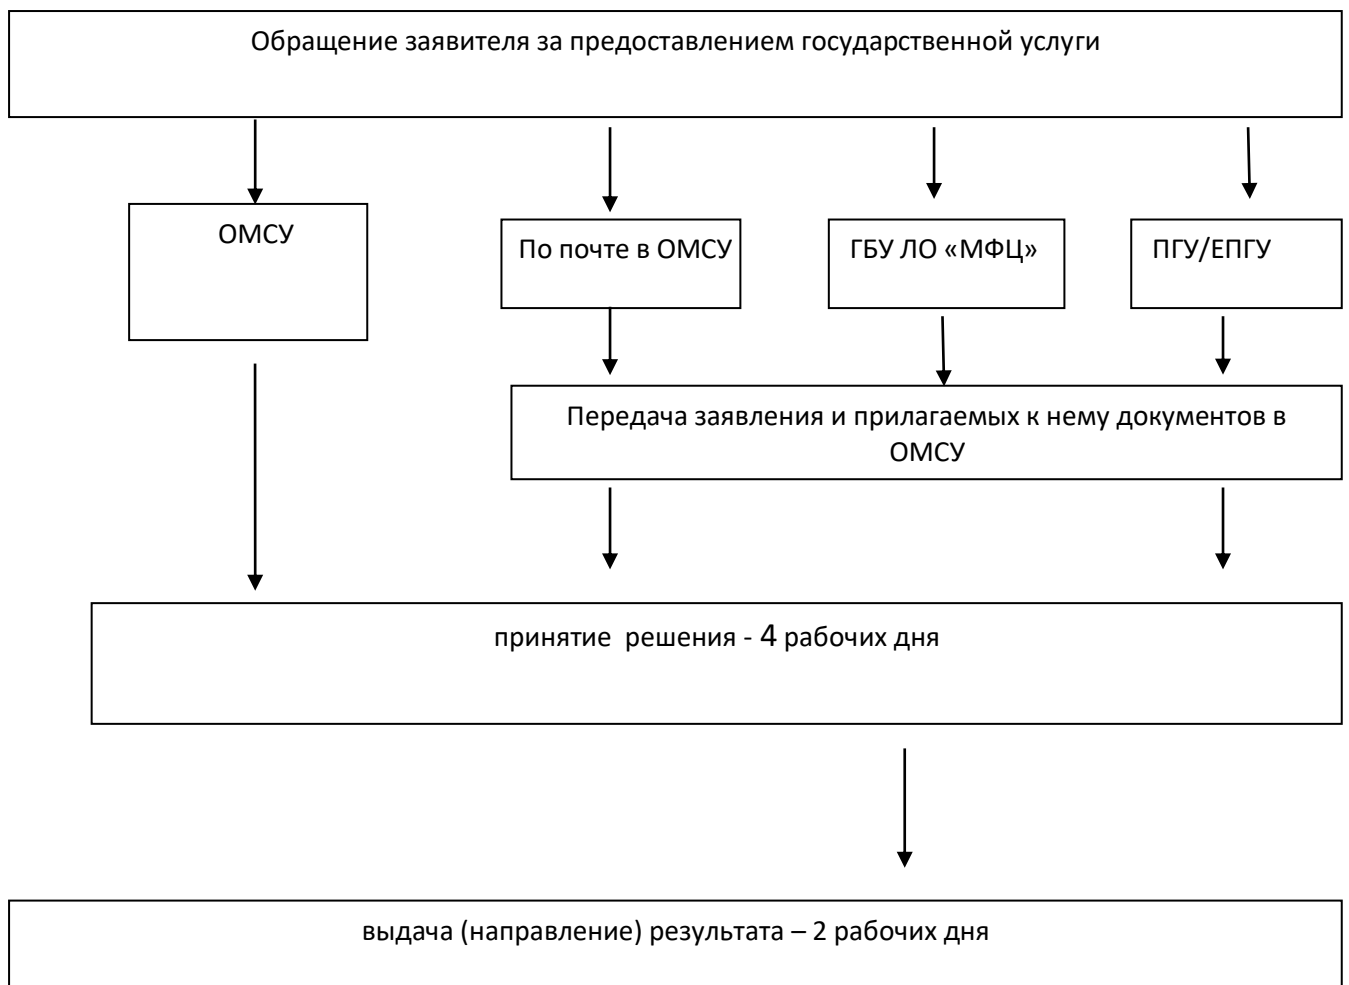 Обращение заявителя за предоставлением государственной услуги
ОМСУ
По почте в ОМСУ
ГБУ ЛО «МФЦ»
ПГУ/ЕПГУ
Передача заявления и прилагаемых к нему документов в
ОМСУ
принятие  решения - 4 рабочих дня
выдача (направление) результата – 2 рабочих дня